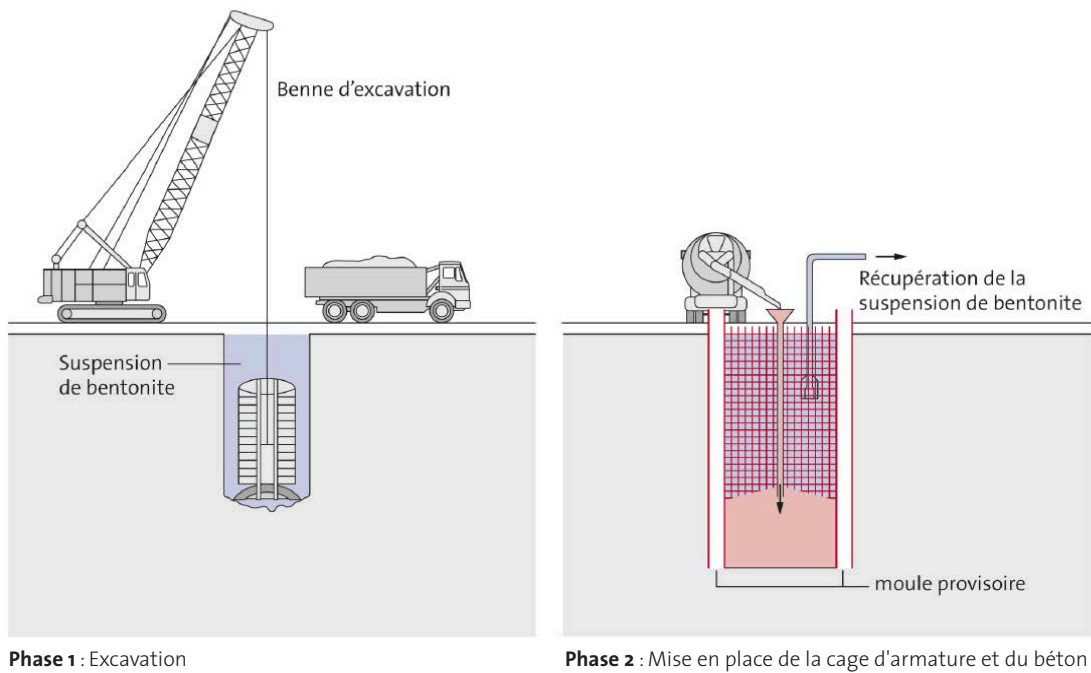 Benne d'excavation
Suspension
de bentonite
Récupération de la
suspension de bentonite
moule provisoire
Phase 1 : Excavation
Phase 2 : Mise en place de la cage d'armature et du béton